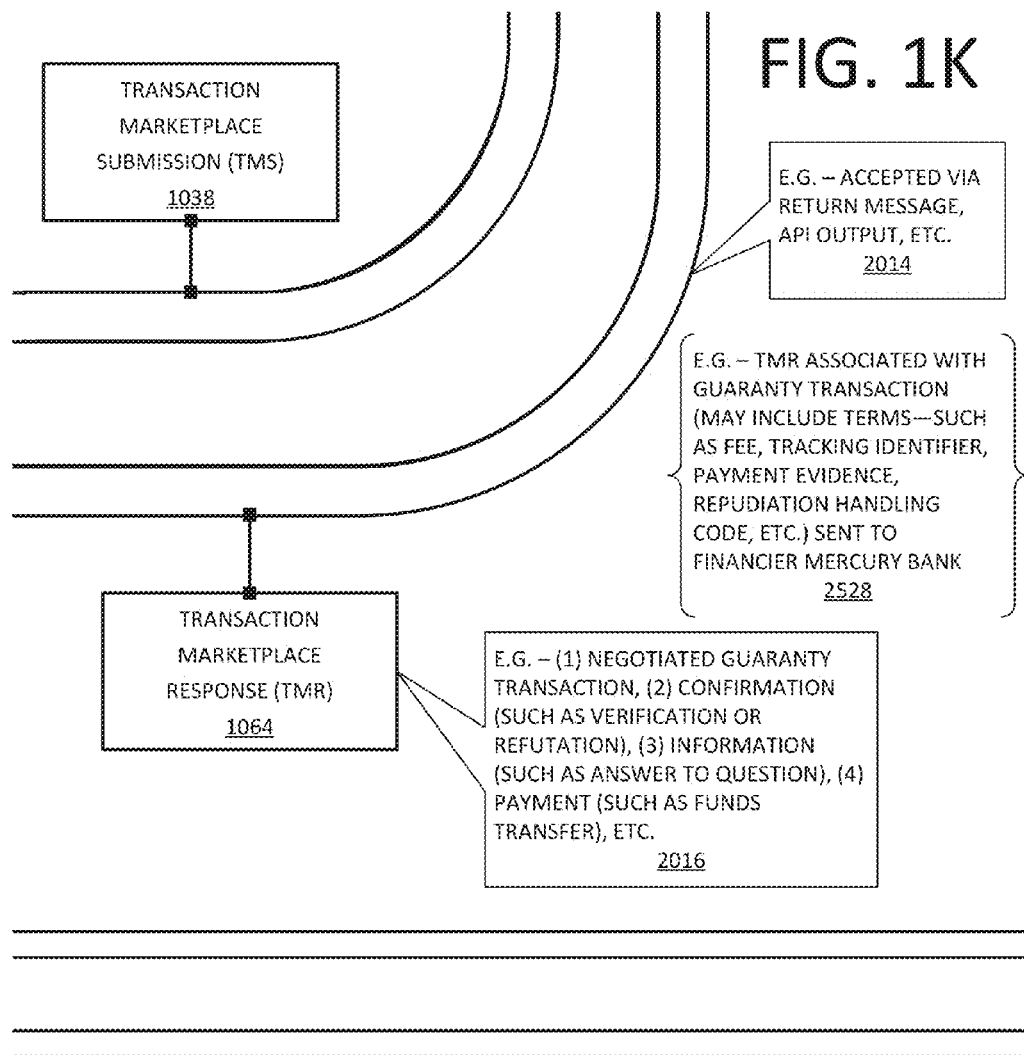 FIG. 1K
TRANSACTION
MARKETPLACE
SUBMISSION (TMS)
1038
E.G. – ACCEPTED VIA
RETURN MESSAGE,
API OUTPUT, ETC.
2014
E.G. – TMR ASSOCIATED WITH
GUARANTY TRANSACTION
(MAY INCLUDE TERMS—SUCH
AS FEE, TRACKING IDENTIFIER,
PAYMENT EVIDENCE,
REPUDIATION HANDLING
CODE, ETC.) SENT TO
FINANCIER MERCURY BANK
2528
TRANSACTION
MARKETPLACE
RESPONSE (TMR)
1064
E.G. – (1) NEGOTIATED GUARANTY
TRANSACTION, (2) CONFIRMATION
(SUCH AS VERIFICATION OR
REFUTATION), (3) INFORMATION
(SUCH AS ANSWER TO QUESTION), (4)
PAYMENT (SUCH AS FUNDS
TRANSFER), ETC.
2016